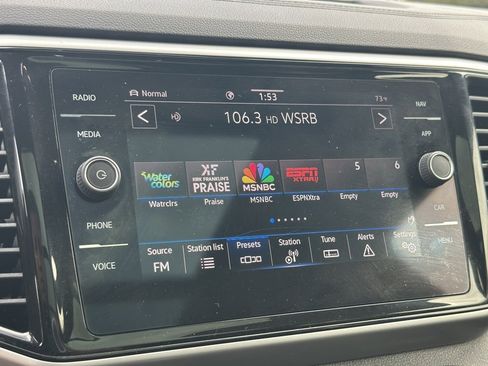 RADIO
MEDIA
PHONE
VOICE
Normal
1:53
73°F
106.3 HD WSRB
Water colors
KF
KIRK FRANKLIN'S
PRAISE
MSNBC
ESPN
XTRA
5
6
Watrclrs
Praise
MSNBC
ESPNXtra
Empty
Empty
Source
Station list
Presets
Station
Tune
Alerts
Settings
FM
NAV
APP
CAR
MENU